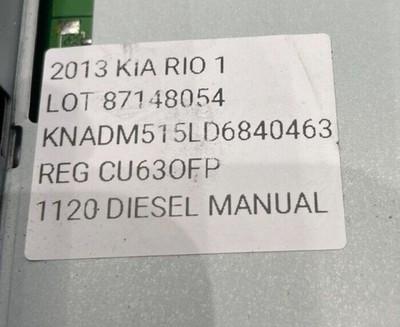 2013 KIA RIO 1
LOT 87148054
KNADM515LD6840463
REG CU63OFP
1120 DIESEL MANUAL